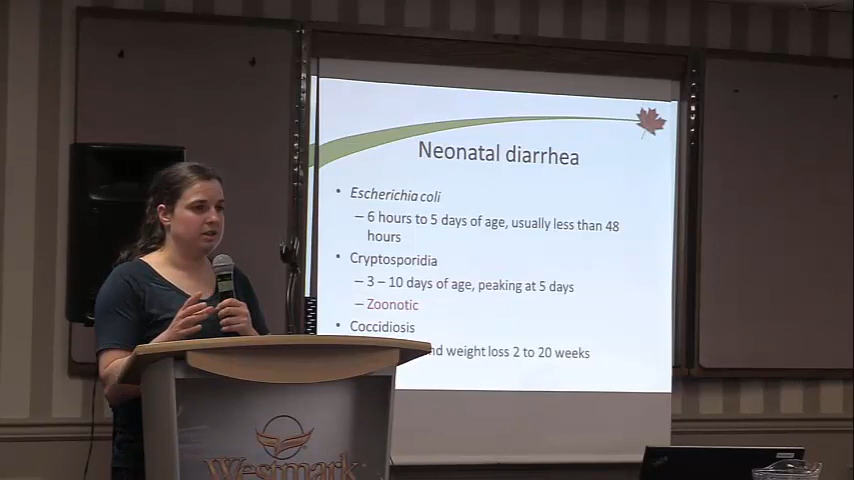 Neonatal diarrhea
• Escherichia coli
– 6 hours to 5 days of age, usually less than 48
hours
• Cryptosporidia
– 3 – 10 days of age, peaking at 5 days
– Zoonotic
• Coccidiosis
and weight loss 2 to 20 weeks
WestmArk